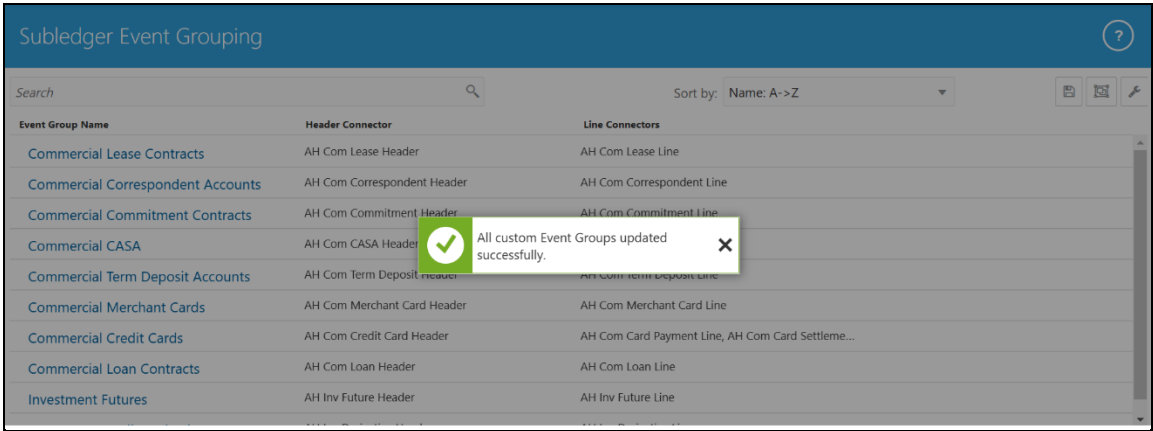 Subledger Event Grouping
?
Search
Sort by: Name: A->Z
Event Group Name Header Connector Line Connectors
Commercial Lease Contracts AH Com Lease Header AH Com Lease Line
Commercial Correspondent Accounts AH Com Correspondent Header AH Com Correspondent Line
Commercial Commitment Contracts AH Com Commitment Header AH Com Commitment Line
Commercial CASA AH Com CASA Header
All custom Event Groups updated
successfully.
Commercial Term Deposit Accounts AH Com Term Deposit Header AH Com Term Deposit Line
Commercial Merchant Cards AH Com Merchant Card Header AH Com Merchant Card Line
Commercial Credit Cards AH Com Credit Card Header AH Com Card Payment Line, AH Com Card Settleme...
Commercial Loan Contracts AH Com Loan Header AH Com Loan Line
Investment Futures AH Inv Future Header AH Inv Future Line